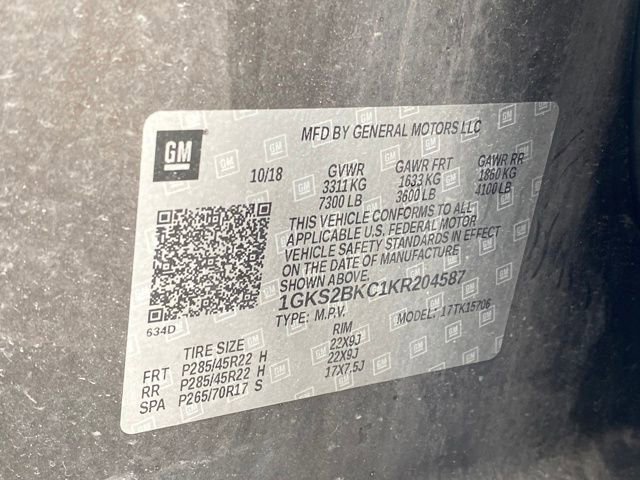 GM
MFD BY GENERAL MOTORS LLC
10/18 GVWR GAWR FRT GAWR RR
3311 KG 1633 KG 1860 KG
7300 LB 3600 LB 4100 LB
THIS VEHICLE CONFORMS TO ALL
APPLICABLE U.S. FEDERAL MOTOR
VEHICLE SAFETY STANDARDS IN EFFECT
ON THE DATE OF MANUFACTURE
SHOWN ABOVE.
1GKS2BKC1KR204587
634D TYPE: M.P.V. MODEL: 17TK15706
TIRE SIZE RIM
FRT P285/45R22 H 22X9J
RR P285/45R22 H 22X9J
SPA P265/70R17 S 17X7.5J